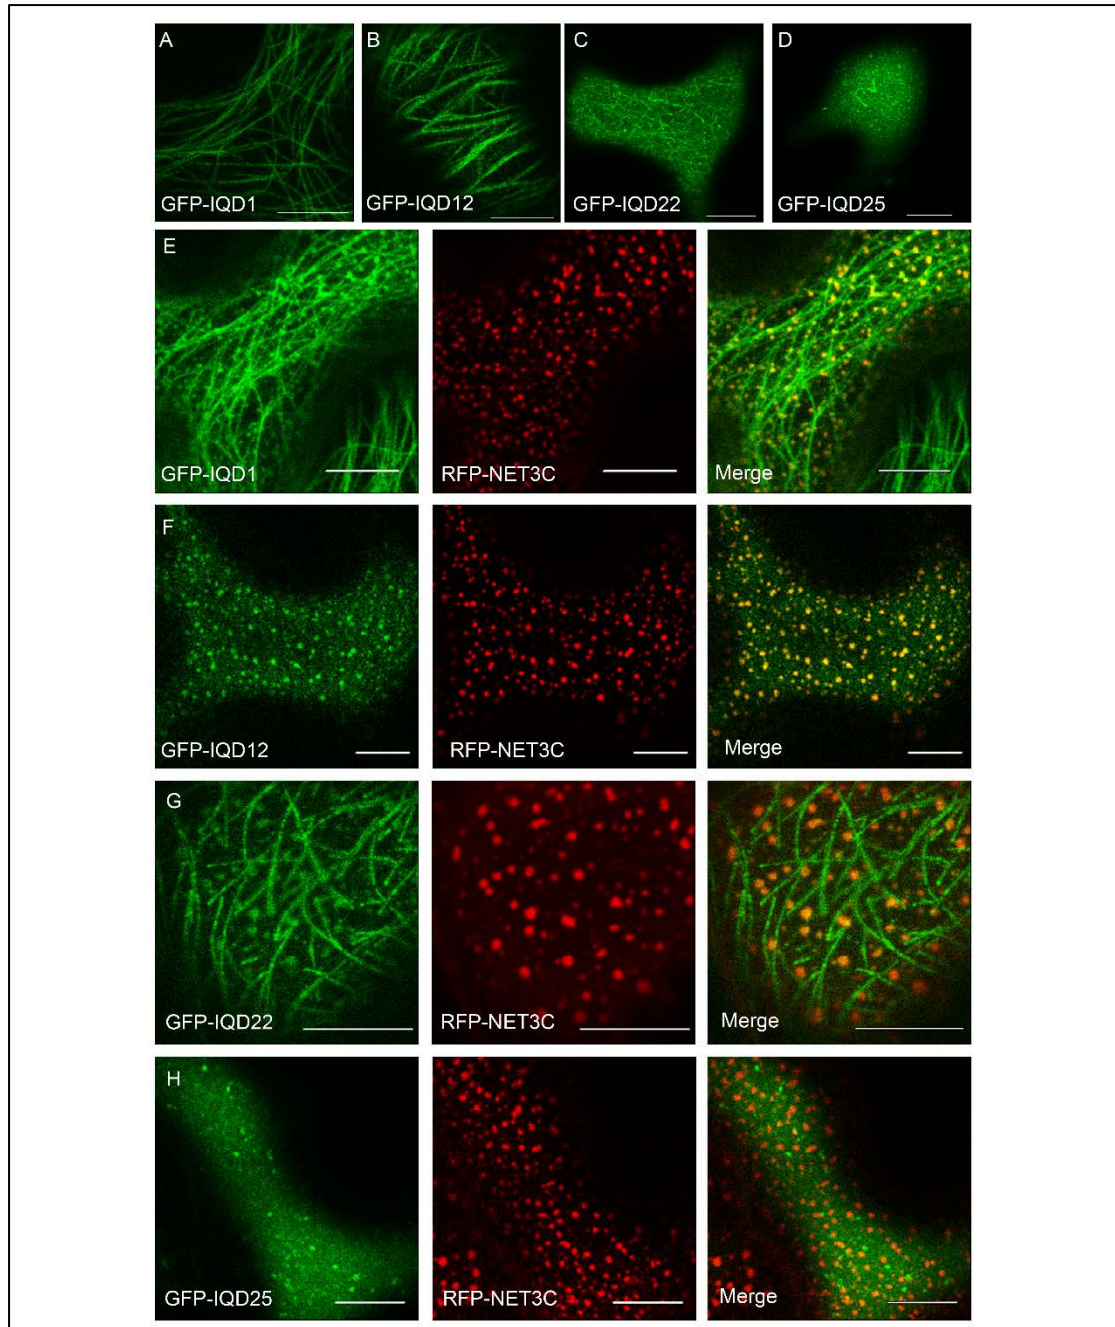 A
B
C
D
GFP-IQD1
GFP-IQD12
GFP-IQD22
GFP-IQD25
E
GFP-IQD1
RFP-NET3C
Merge
F
GFP-IQD12
RFP-NET3C
Merge
G
GFP-IQD22
RFP-NET3C
Merge
H
GFP-IQD25
RFP-NET3C
Merge